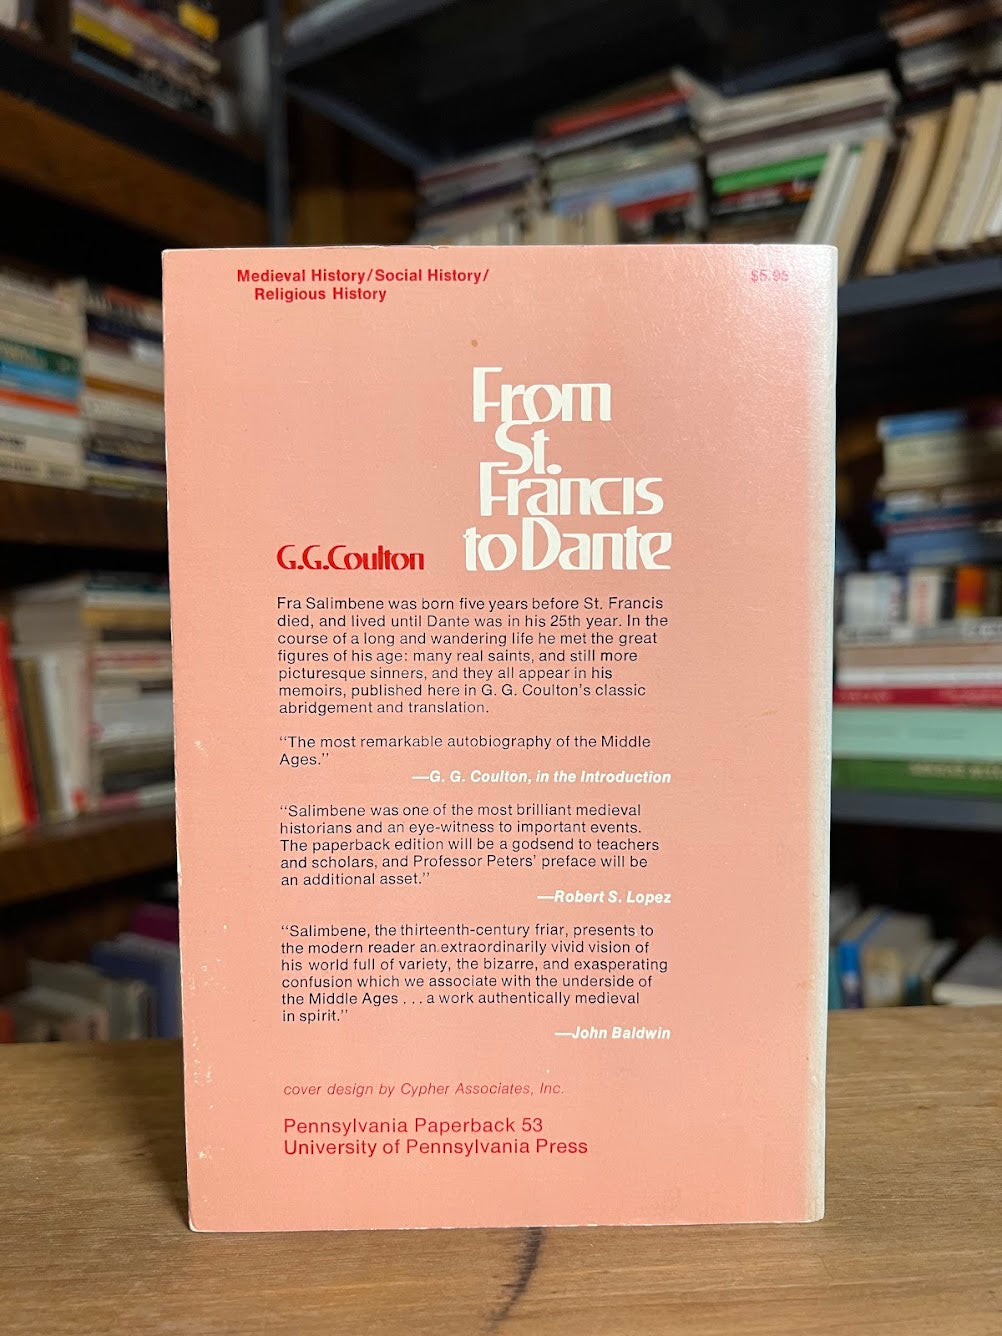 Medieval History/Social History/
Religious History
$5.95
From
St.
Francis
to Dante
G.G.Coulton
Fra Salimbene was born five years before St. Francis
died, and lived until Dante was in his 25th year. In the
course of a long and wandering life he met the great
figures of his age: many real saints, and still more
picturesque sinners, and they all appear in his
memoirs, published here in G. G. Coulton's classic
abridgement and translation.
"The most remarkable autobiography of the Middle
Ages."
—G. G. Coulton, in the Introduction
"Salimbene was one of the most brilliant medieval
historians and an eye-witness to important events.
The paperback edition will be a godsend to teachers
and scholars, and Professor Peters' preface will be
an additional asset."
—Robert S. Lopez
"Salimbene, the thirteenth-century friar, presents to
the modern reader an extraordinarily vivid vision of
his world full of variety, the bizarre, and exasperating
confusion which we associate with the underside of
the Middle Ages . . . a work authentically medieval
in spirit."
—John Baldwin
cover design by Cypher Associates, Inc.
Pennsylvania Paperback 53
University of Pennsylvania Press